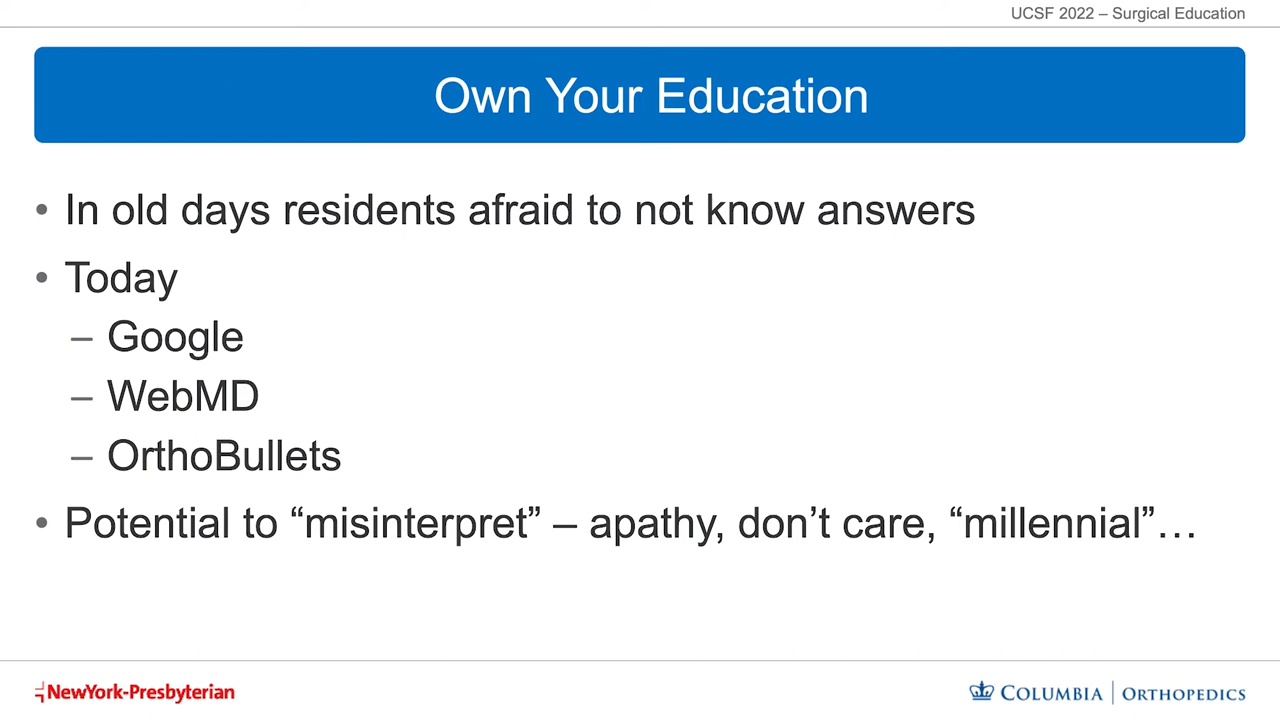 UCSF 2022 – Surgical Education
Own Your Education
• In old days residents afraid to not know answers
• Today
– Google
– WebMD
– OrthoBullets
• Potential to “misinterpret” – apathy, don’t care, “millennial”…
NewYork-Presbyterian
COLUMBIA | ORTHOPEDICS